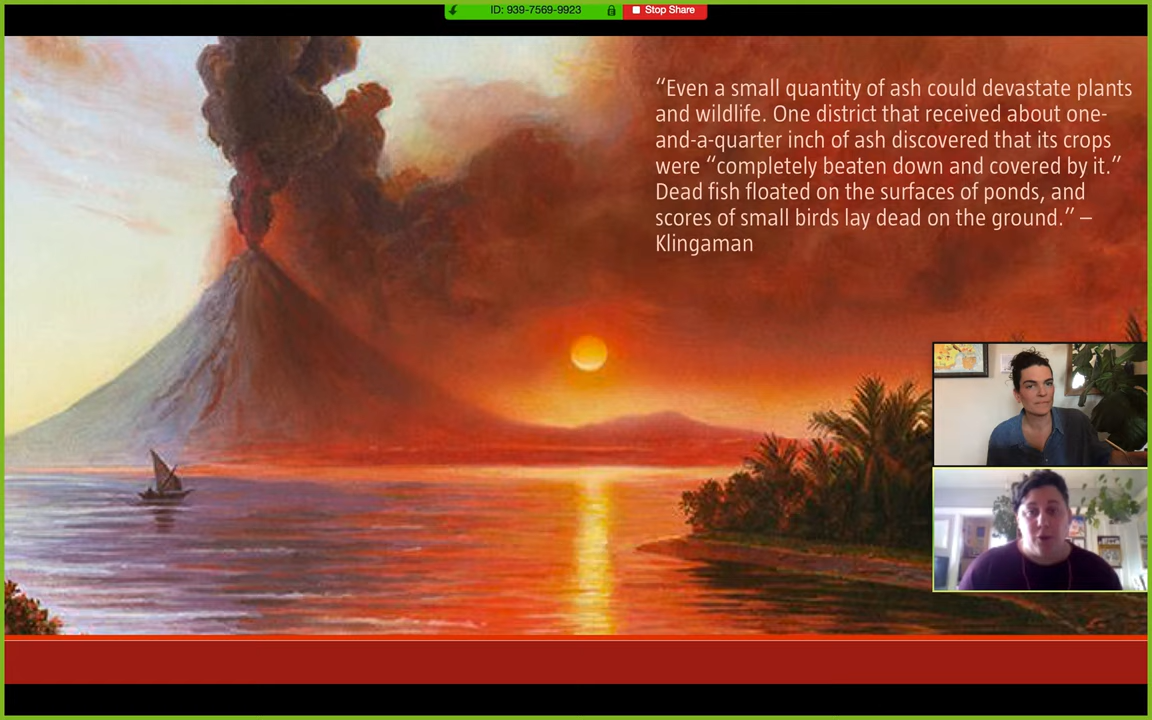 ID: 939-7569-9923
Stop Share
“Even a small quantity of ash could devastate plants
and wildlife. One district that received about one-
and-a-quarter inch of ash discovered that its crops
were “completely beaten down and covered by it.”
Dead fish floated on the surfaces of ponds, and
scores of small birds lay dead on the ground.” –
Klingaman